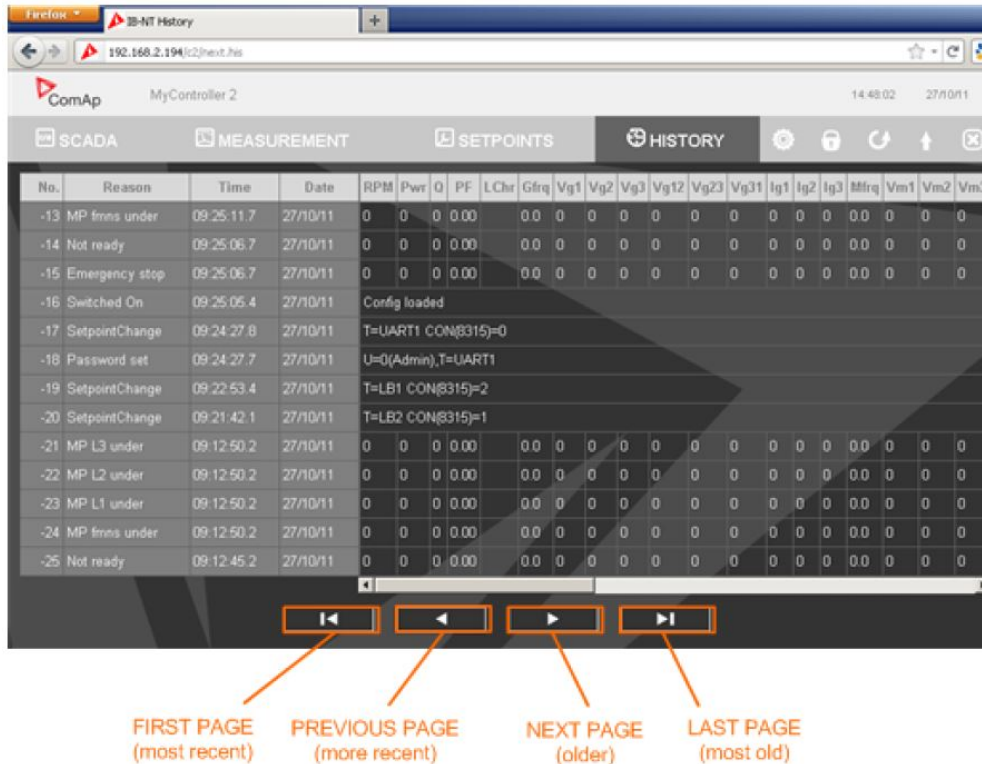 Firefox
IB-NT History
+
192.168.2.194/c2/next.his
ComAp
MyController 2
14:48:02 27/10/11
SCADA MEASUREMENT SETPOINTS HISTORY
No. Reason Time Date RPM Pwr Q PF LChr Gfrq Vg1 Vg2 Vg3 Vg12 Vg23 Vg31 Ig1 Ig2 Ig3 Mfrq Vm1 Vm2 Vm3
-13 MP fmns under 09:25:11.7 27/10/11 0 0 0 0.00 0.0 0 0 0 0 0 0 0 0 0 0.0 0 0 0
-14 Not ready 09:25:06.7 27/10/11 0 0 0 0.00 0.0 0 0 0 0 0 0 0 0 0 0.0 0 0 0
-15 Emergency stop 09:25:06.7 27/10/11 0 0 0 0.00 0.0 0 0 0 0 0 0 0 0 0 0.0 0 0 0
-16 Switched On 09:25:05.4 27/10/11 Config loaded
-17 SetpointChange 09:24:27.8 27/10/11 T=UART1 CON(8315)=0
-18 Password set 09:24:27.7 27/10/11 U=0(Admin),T=UART1
-19 SetpointChange 09:22:53.4 27/10/11 T=LB1 CON(8315)=2
-20 SetpointChange 09:21:42.1 27/10/11 T=LB2 CON(8315)=1
-21 MP L3 under 09:12:50.2 27/10/11 0 0 0 0.00 0.0 0 0 0 0 0 0 0 0 0 0.0 0 0 0
-22 MP L2 under 09:12:50.2 27/10/11 0 0 0 0.00 0.0 0 0 0 0 0 0 0 0 0 0.0 0 0 0
-23 MP L1 under 09:12:50.2 27/10/11 0 0 0 0.00 0.0 0 0 0 0 0 0 0 0 0 0.0 0 0 0
-24 MP fmns under 09:12:50.2 27/10/11 0 0 0 0.00 0.0 0 0 0 0 0 0 0 0 0 0.0 0 0 0
-25 Not ready 09:12:45.2 27/10/11 0 0 0 0.00 0.0 0 0 0 0 0 0 0 0 0 0.0 0 0 0
FIRST PAGE
(most recent)
PREVIOUS PAGE
(more recent)
NEXT PAGE
(older)
LAST PAGE
(most old)